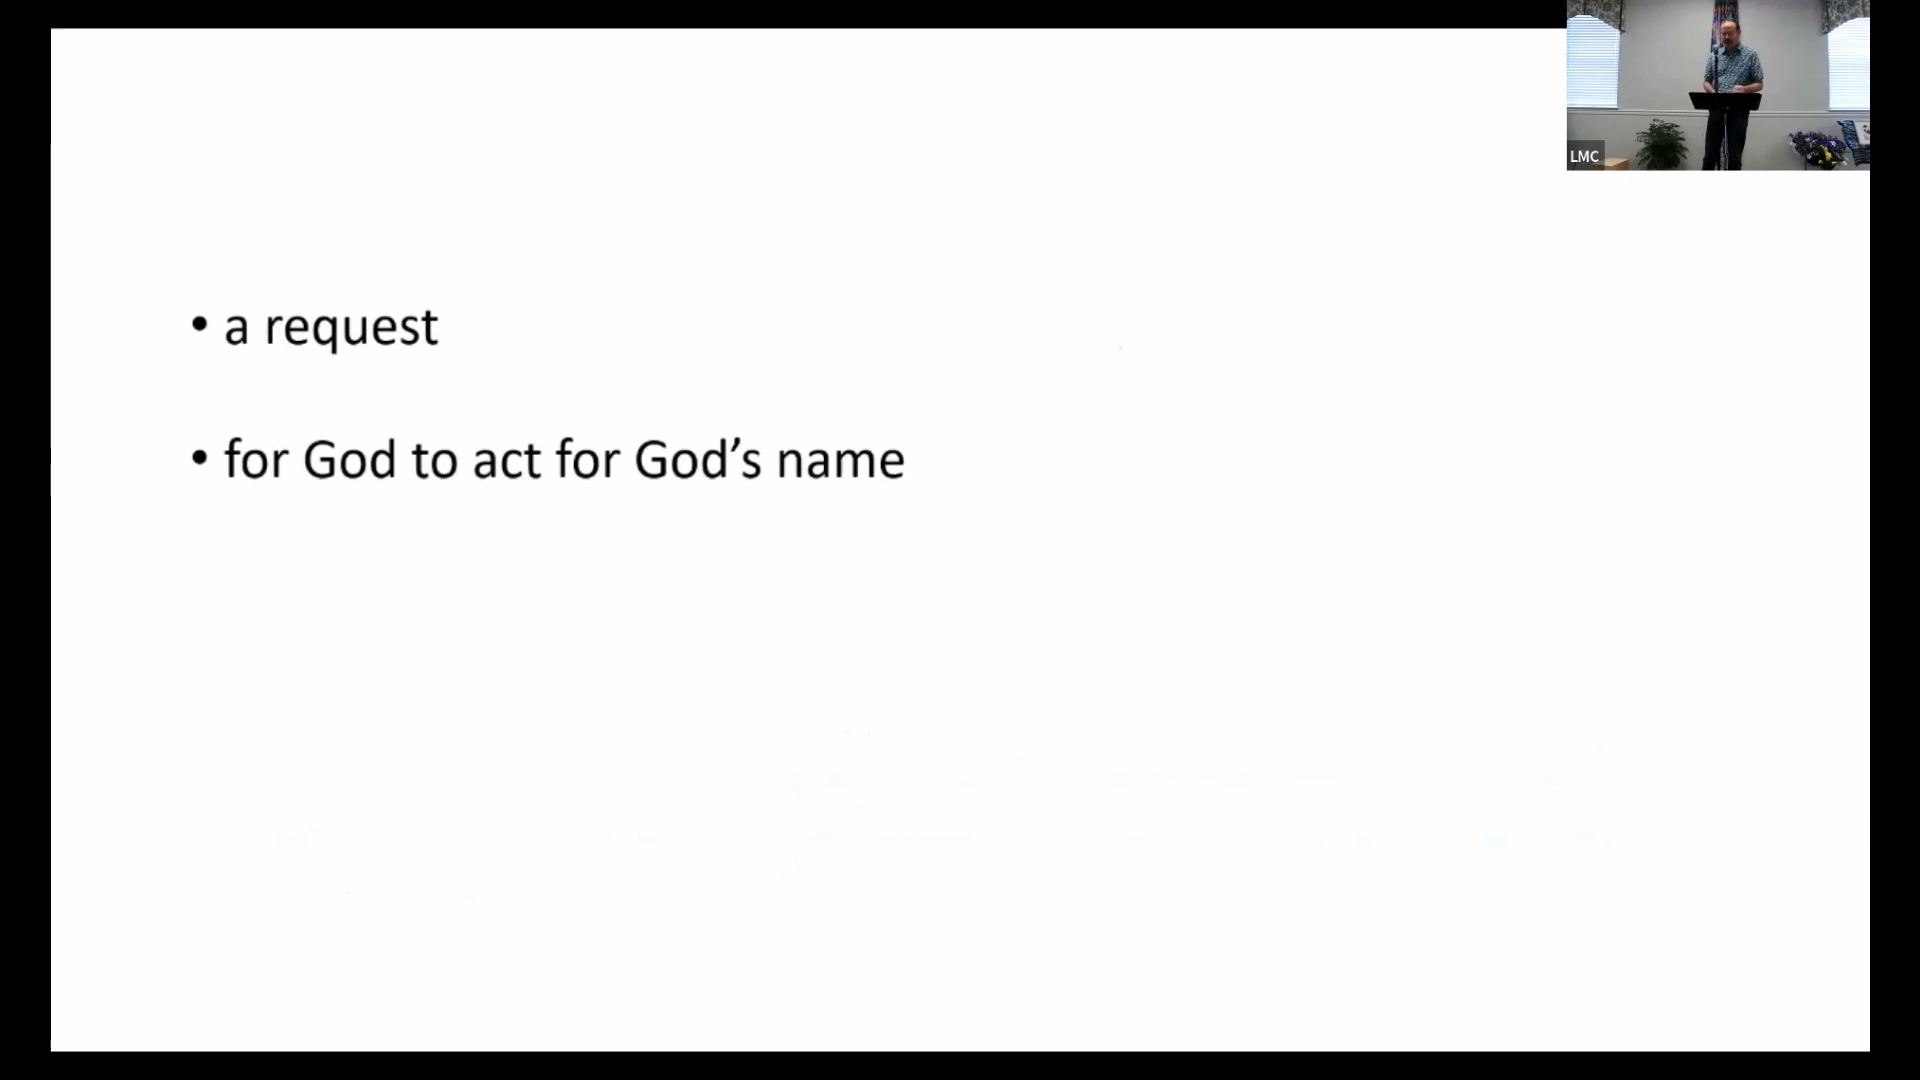 LMC
• a request
• for God to act for God’s name